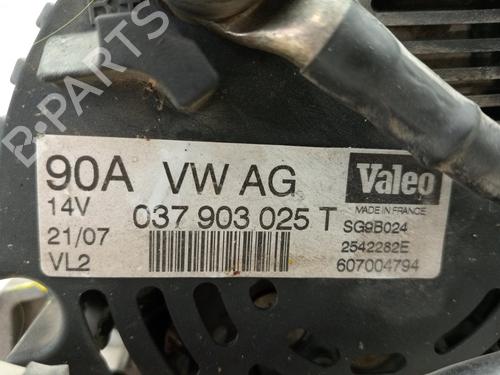 B-PARTS
90A VW AG
Valeo
14V
037 903 025 T
MADE IN FRANCE
21/07
SG9B024
VL2
2542282E
607004794